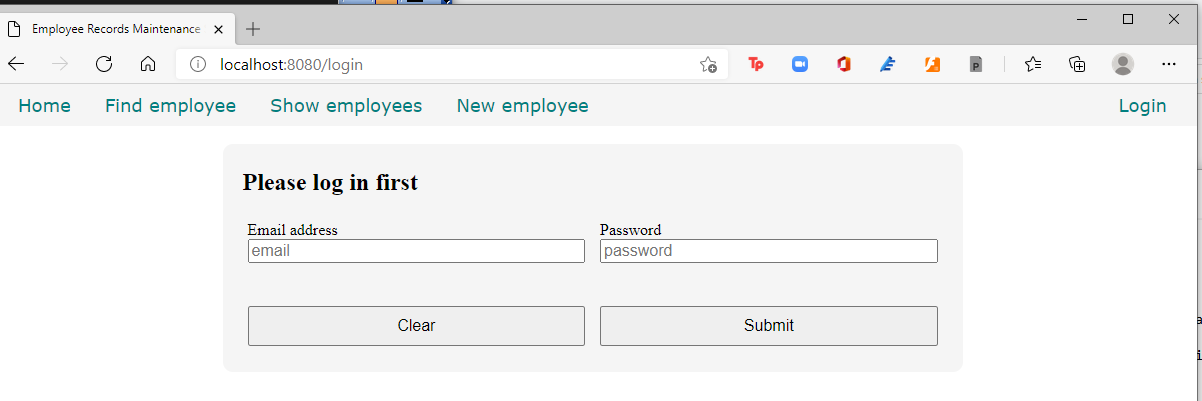 Employee Records Maintenance
localhost:8080/login
Home Find employee Show employees New employee Login
Please log in first
Email address Password
email password
Clear Submit